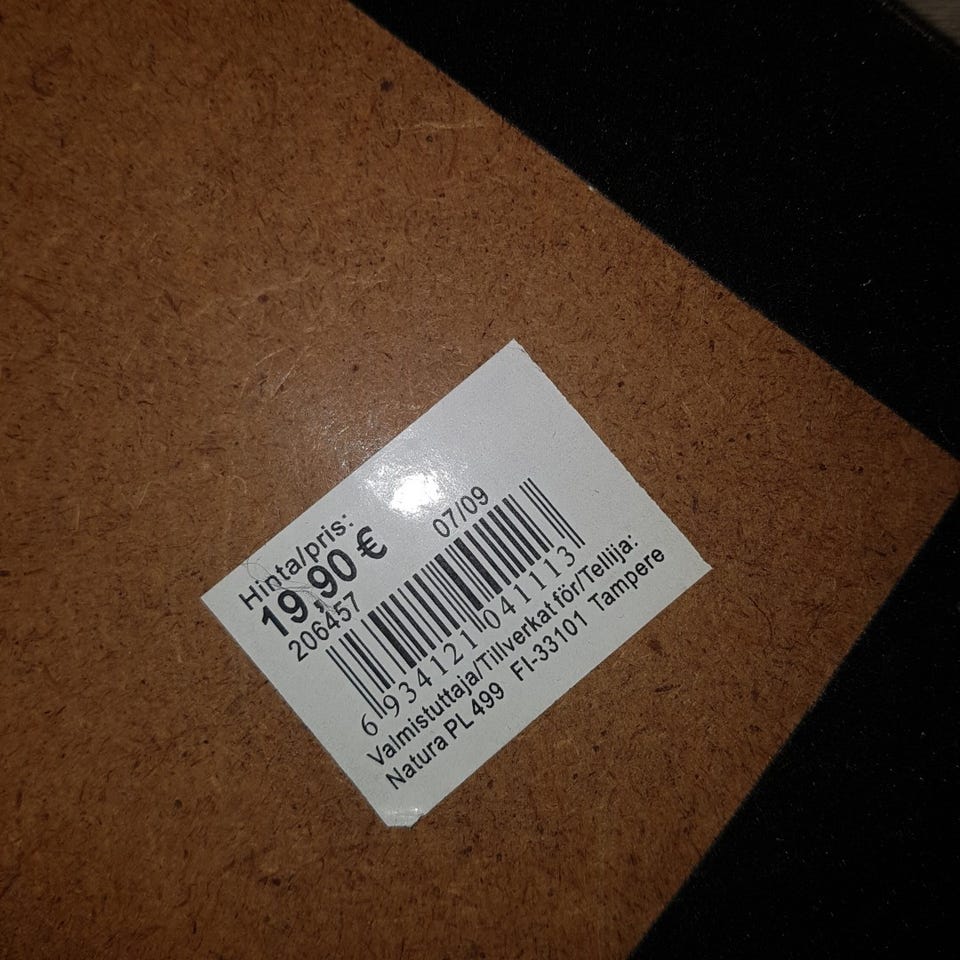 Hinta/pris:
19,90 €
07/09
206457
6 934121 041113
Valmistuttaja/Tillverkat för/Tellija:
Natura PL 499 FI-33101 Tampere